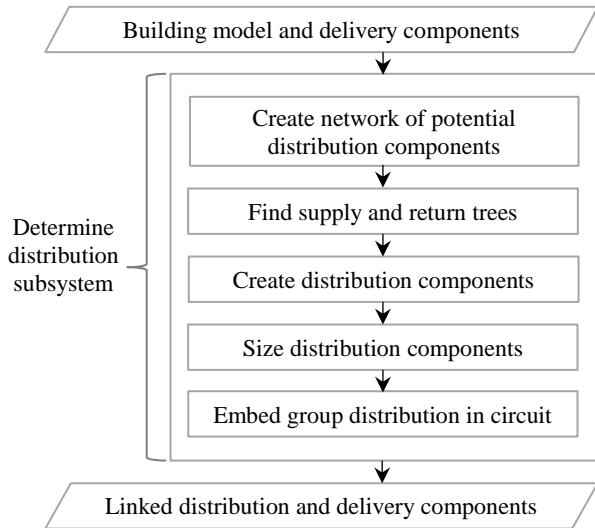 Building model and delivery components
Create network of potential
distribution components
Find supply and return trees
Determine
distribution
subsystem
Create distribution components
Size distribution components
Embed group distribution in circuit
Linked distribution and delivery components